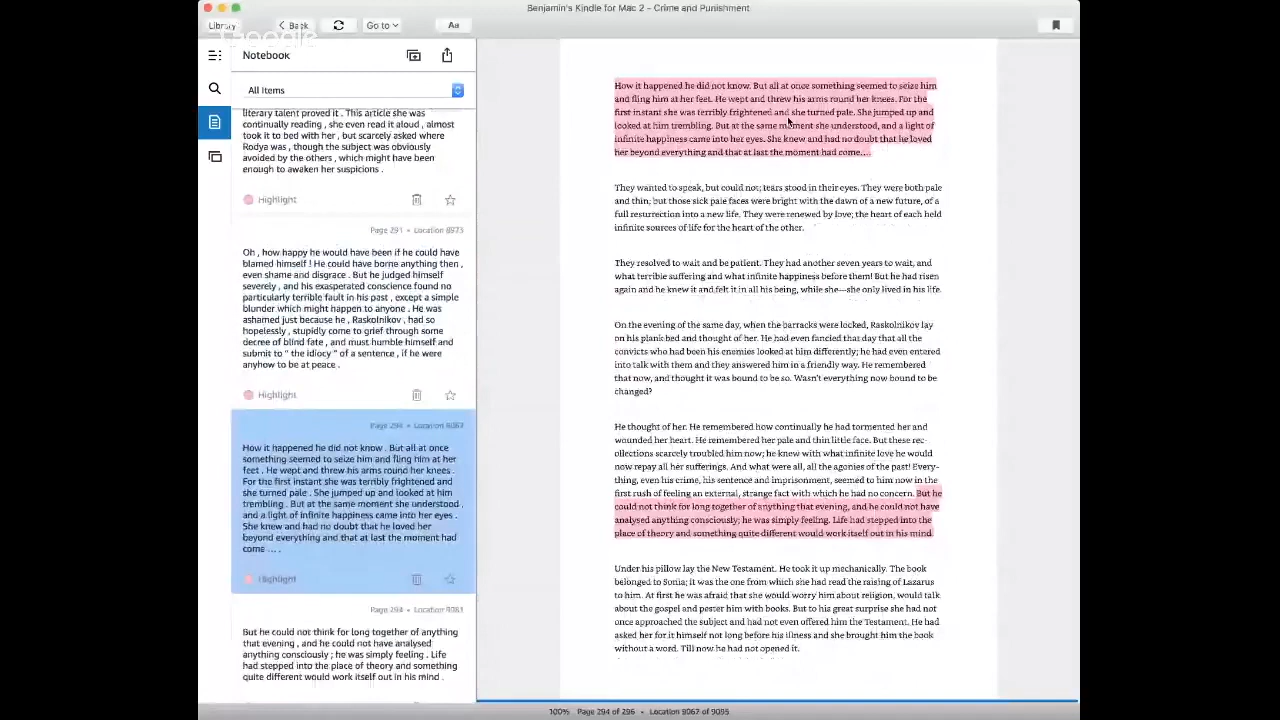 Benjamin's Kindle for Mac 2 – Crime and Punishment
Library
Back
Go to
Aa
Google
Notebook
All Items
literary talent proved it . This article she was
continually reading , she even read it aloud , almost
took it to bed with her , but scarcely asked where
Rodya was , though the subject was obviously
avoided by the others , which might have been
enough to awaken her suspicions .
Highlight
Page 291 • Location 8973
Oh , how happy he would have been if he could have
blamed himself ! He could have borne anything then ,
even shame and disgrace . But he judged himself
severely , and his exasperated conscience found no
particularly terrible fault in his past , except a simple
blunder which might happen to anyone . He was
ashamed just because he , Raskolnikov , had so
hopelessly , stupidly come to grief through some
decree of blind fate , and must humble himself and
submit to " the idiocy " of a sentence , if he were
anyhow to be at peace .
Highlight
Page 294 • Location 9067
How it happened he did not know . But all at once
something seemed to seize him and fling him at her
feet . He wept and threw his arms round her knees .
For the first instant she was terribly frightened and
she turned pale . She jumped up and looked at him
trembling . But at the same moment she understood ,
and a light of infinite happiness came into her eyes .
She knew and had no doubt that he loved her
beyond everything and that at last the moment had
come ... .
Highlight
Page 294 • Location 9081
But he could not think for long together of anything
that evening , and he could not have analysed
anything consciously ; he was simply feeling . Life
had stepped into the place of theory and something
quite different would work itself out in his mind .
How it happened he did not know. But all at once something seemed to seize him
and fling him at her feet. He wept and threw his arms round her knees. For the
first instant she was terribly frightened and she turned pale. She jumped up and
looked at him trembling. But at the same moment she understood, and a light of
infinite happiness came into her eyes. She knew and had no doubt that he loved
her beyond everything and that at last the moment had come....
They wanted to speak, but could not; tears stood in their eyes. They were both pale
and thin; but those sick pale faces were bright with the dawn of a new future, of a
full resurrection into a new life. They were renewed by love; the heart of each held
infinite sources of life for the heart of the other.
They resolved to wait and be patient. They had another seven years to wait, and
what terrible suffering and what infinite happiness before them! But he had risen
again and he knew it and felt it in all his being, while she—she only lived in his life.
On the evening of the same day, when the barracks were locked, Raskolnikov lay
on his plank bed and thought of her. He had even fancied that day that all the
convicts who had been his enemies looked at him differently; he had even entered
into talk with them and they answered him in a friendly way. He remembered
that now, and thought it was bound to be so. Wasn't everything now bound to be
changed?
He thought of her. He remembered how continually he had tormented her and
wounded her heart. He remembered her pale and thin little face. But these rec-
ollections scarcely troubled him now; he knew with what infinite love he would
now repay all her sufferings. And what were all, all the agonies of the past! Every-
thing, even his crime, his sentence and imprisonment, seemed to him now in the
first rush of feeling an external, strange fact with which he had no concern. But he
could not think for long together of anything that evening, and he could not have
analysed anything consciously; he was simply feeling. Life had stepped into the
place of theory and something quite different would work itself out in his mind.
Under his pillow lay the New Testament. He took it up mechanically. The book
belonged to Sonia; it was the one from which she had read the raising of Lazarus
to him. At first he was afraid that she would worry him about religion, would talk
about the gospel and pester him with books. But to his great surprise she had not
once approached the subject and had not even offered him the Testament. He had
asked her for it himself not long before his illness and she brought him the book
without a word. Till now he had not opened it.
100% Page 294 of 296 • Location 9067 of 9095